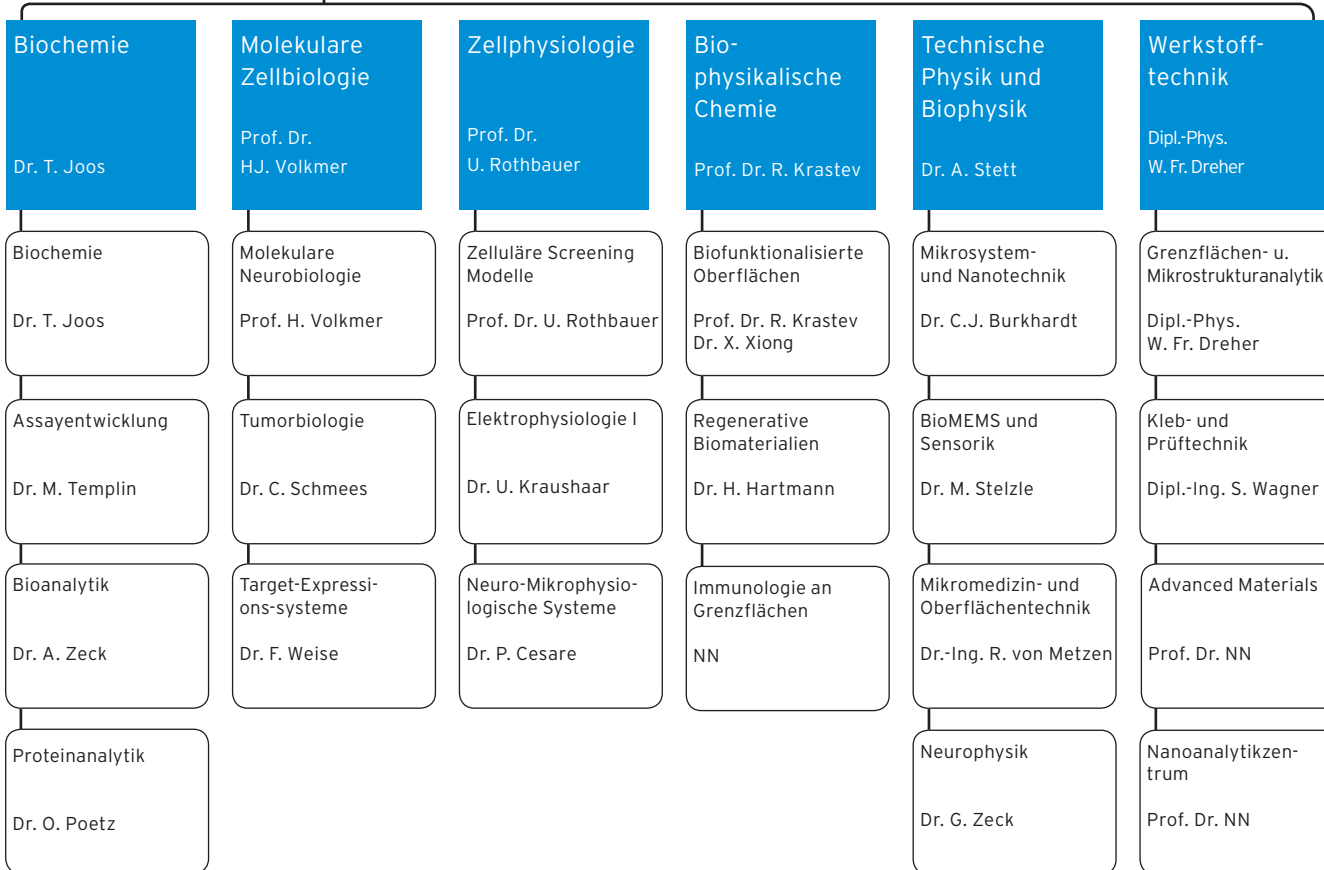 Biochemie
Dr. T. Joos
Molekulare
Zellbiologie
Prof. Dr.
HJ. Volkmer
Zellphysiologie
Prof. Dr.
U. Rothbauer
Bio-
physikalische
Chemie
Prof. Dr. R. Krastev
Technische
Physik und
Biophysik
Dr. A. Stett
Werkstoff-
technik
Dipl.-Phys.
W. Fr. Dreher
Biochemie
Dr. T. Joos
Molekulare
Neurobiologie
Prof. H. Volkmer
Zelluläre Screening
Modelle
Prof. Dr. U. Rothbauer
Biofunktionalisierte
Oberflächen
Prof. Dr. R. Krastev
Dr. X. Xiong
Mikrosystem-
und Nanotechnik
Dr. C.J. Burkhardt
Grenzflächen- u.
Mikrostrukturanalytik
Dipl.-Phys.
W. Fr. Dreher
Assayentwicklung
Dr. M. Templin
Tumorbiologie
Dr. C. Schmees
Elektrophysiologie I
Dr. U. Kraushaar
Regenerative
Biomaterialien
Dr. H. Hartmann
BioMEMS und
Sensorik
Dr. M. Stelzle
Kleb- und
Prüftechnik
Dipl.-Ing. S. Wagner
Bioanalytik
Dr. A. Zeck
Target-Expressi-
ons-systeme
Dr. F. Weise
Neuro-Mikrophysio-
logische Systeme
Dr. P. Cesare
Immunologie an
Grenzflächen
NN
Mikromedizin- und
Oberflächentechnik
Dr.-Ing. R. von Metzen
Advanced Materials
Prof. Dr. NN
Proteinanalytik
Dr. O. Poetz
Neurophysik
Dr. G. Zeck
Nanoanalytikzen-
trum
Prof. Dr. NN